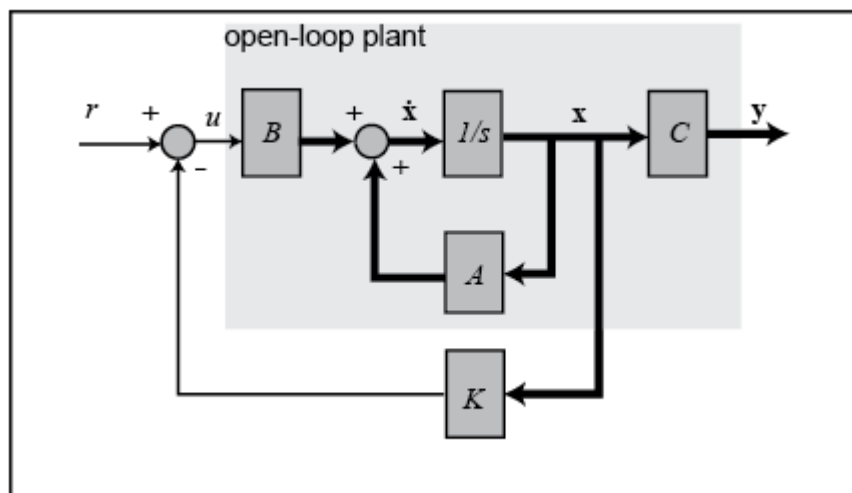 open-loop plant
r + u B + ẋ 1/s x C y
- +
A
K